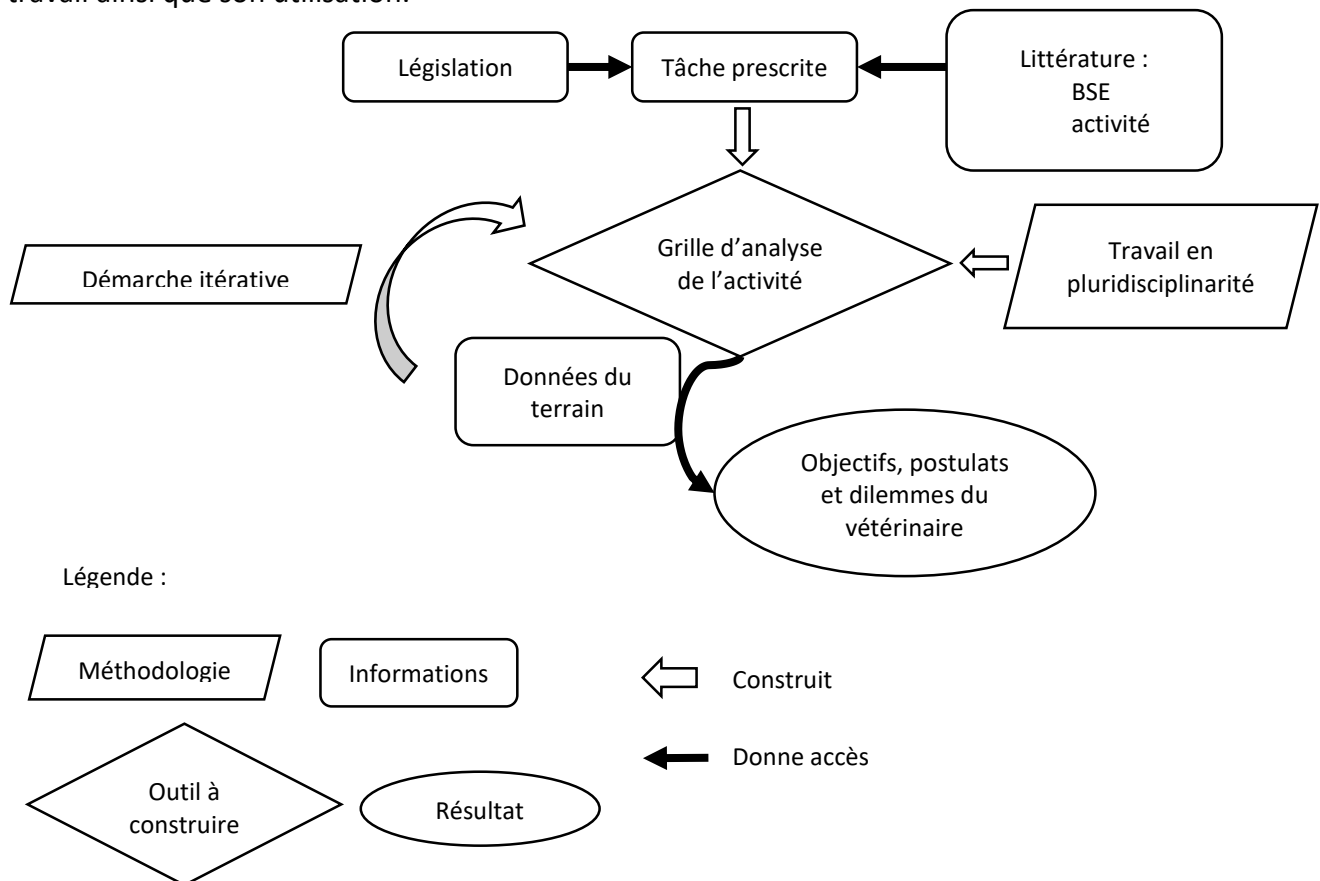 travail ainsi que son utilisation.
Législation
Tâche prescrite
Littérature :
BSE
activité
Démarche itérative
Grille d’analyse
de l’activité
Travail en
pluridisciplinarité
Données du
terrain
Objectifs, postulats
et dilemmes du
vétérinaire
Légende :
Méthodologie
Informations
Construit
Donne accès
Outil à
construire
Résultat